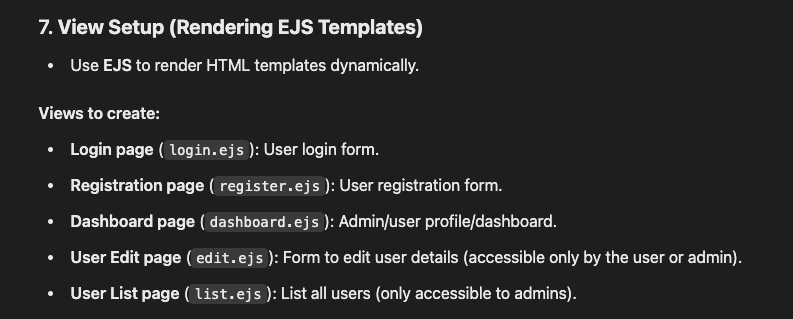 7. View Setup (Rendering EJS Templates)
• Use EJS to render HTML templates dynamically.
Views to create:
• Login page (login.ejs): User login form.
• Registration page (register.ejs): User registration form.
• Dashboard page (dashboard.ejs): Admin/user profile/dashboard.
• User Edit page (edit.ejs): Form to edit user details (accessible only by the user or admin).
• User List page (list.ejs): List all users (only accessible to admins).